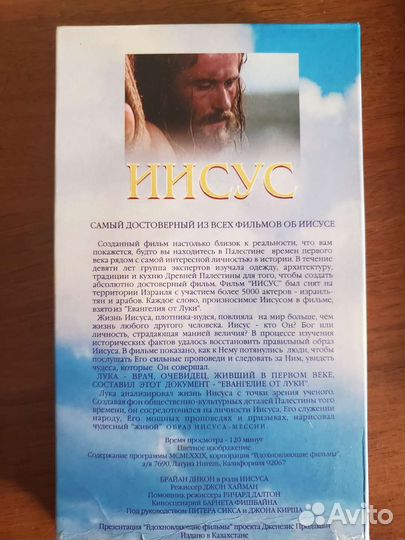 ИИСУС
САМЫЙ ДОСТОВЕРНЫЙ ИЗ ВСЕХ ФИЛЬМОВ ОБ ИИСУСЕ
Созданный фильм настолько близок к реальности, что вам
покажется, будто вы находитесь в Палестине времен первого
века рядом с самой интересной личностью в истории. В течение
девяти лет группа экспертов изучала одежду, архитектуру,
традиции и кухню Древней Палестины для того, чтобы создать
абсолютно достоверный фильм. Фильм "ИИСУС" был снят на
территории Израиля с участием более 5000 актеров - израиль-
тян и арабов. Каждое слово, произносимое Иисусом в фильме,
взято из "Евангелия от Луки".
Жизнь Иисуса, плотника-иудея, повлияла на мир больше, чем
жизнь любого другого человека. Иисус - кто Он? Бог или
личность, страдающая манией величия? В процессе изучения
исторических фактов удалось восстановить правильный образ
Иисуса. В фильме показано, как к Нему потянулись люди, чтобы
послушать Его сильные проповеди и следовать за Ним, увидеть
чудеса, которые Он совершал.
ЛУКА - ВРАЧ, ОЧЕВИДЕЦ, ЖИВШИЙ В ПЕРВОМ ВЕКЕ,
СОСТАВИЛ ЭТОТ ДОКУМЕНТ - "ЕВАНГЕЛИЕ ОТ ЛУКИ".
Лука анализировал жизнь Иисуса с точки зрения ученого.
Создавая фон общественно-культурных деталей Палестины того
времени, он сосредоточился на личности Иисуса, Его служении
народу, Его мощных проповедях и призывах, нарисовал
чудесный "живой" ОБРАЗ ИИСУСА-МЕССИИ.
Время просмотра - 120 минут
Цветное изображение
Содержание программы MCMLXXIX, корпорация "Вдохновляющие фильмы",
а/я 7690, Лагуна Нигель, Калифорния 92067
БРАЙАН ДИКОН в роли ИИСУСА
Режиссер ДЖОН ХАЙМАН
Помощник режиссера РИЧАРД ДАЛТОН
Киносценарий БАРНЕТА ФИШБАЙНА
Под руководством ПИТЕРА СИКСА и ДЖОНА КИРША
Презентация "Вдохновляющие фильмы" проекта Дженезис Продакшн
Издано в Казахстане
Avito